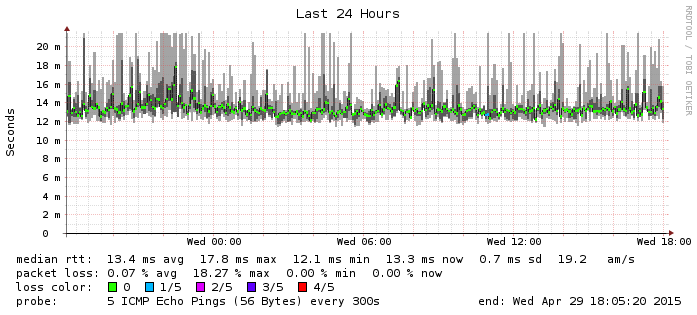 Last 24 Hours
RRDTOOL / TOBI OETIKER
Seconds
20 m
18 m
16 m
14 m
12 m
10 m
8 m
6 m
4 m
2 m
0
Wed 00:00 Wed 06:00 Wed 12:00 Wed 18:00
median rtt: 13.4 ms avg 17.8 ms max 12.1 ms min 13.3 ms now 0.7 ms sd 19.2 am/s
packet loss: 0.07 % avg 18.27 % max 0.00 % min 0.00 % now
loss color: 0 1/5 2/5 3/5 4/5
probe: 5 ICMP Echo Pings (56 Bytes) every 300s end: Wed Apr 29 18:05:20 2015